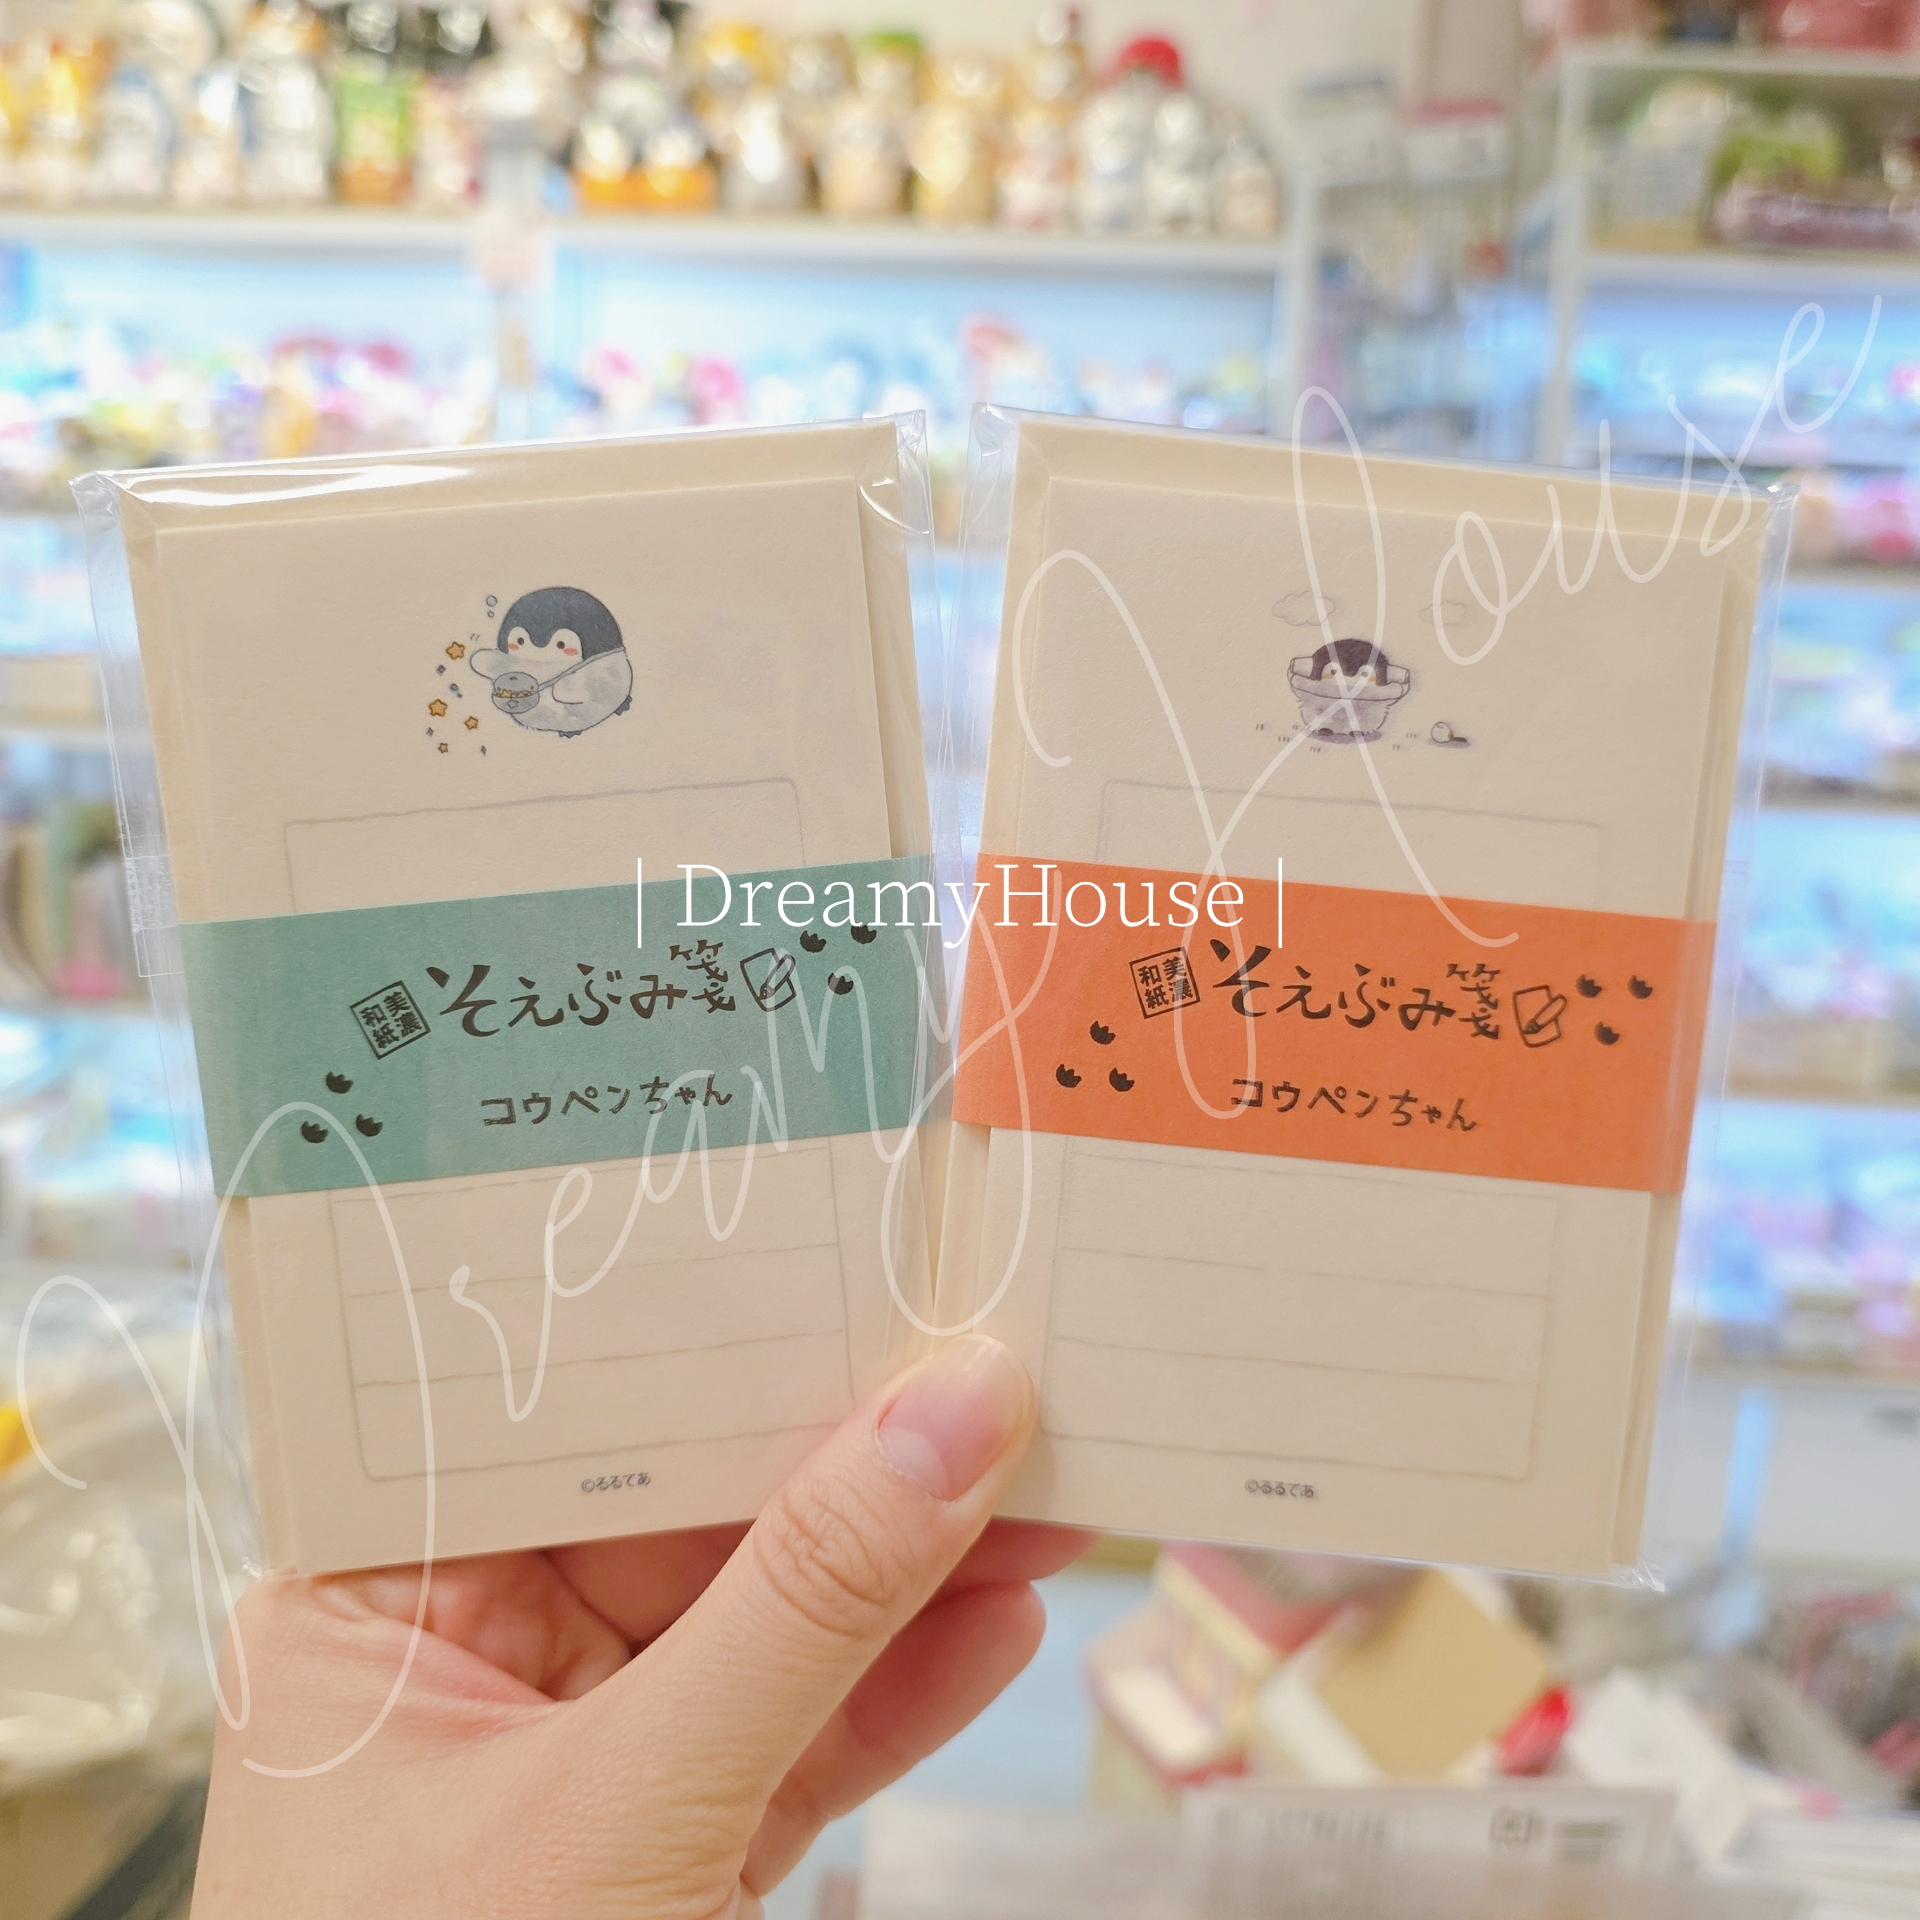 | DreamyHouse |
Dreamy House
美濃和紙 そえぶみ箋
コウペンちゃん
©るるてあ
美濃和紙 そえぶみ箋
コウペンちゃん
©るるてあ